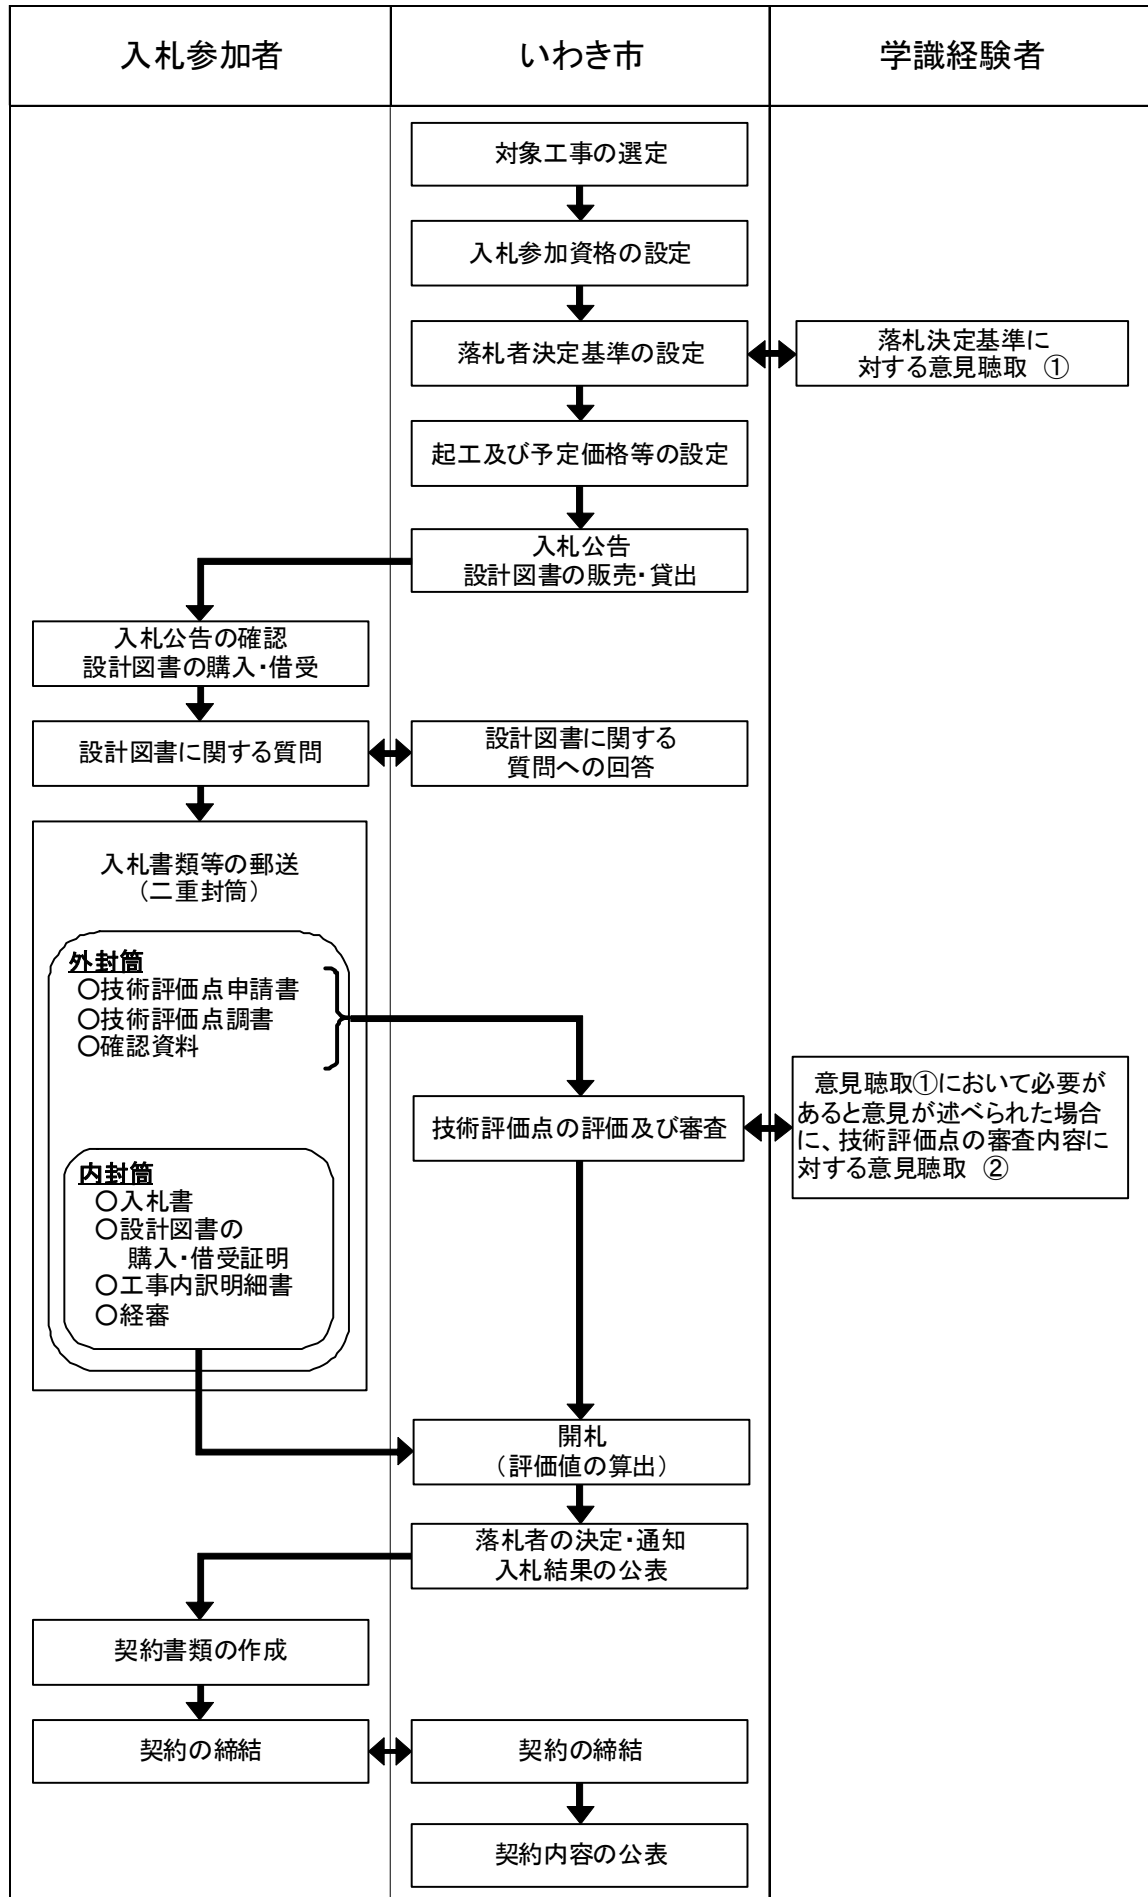 入札参加者
いわき市
学識経験者
対象工事の選定
入札参加資格の設定
落札者決定基準の設定
落札決定基準に
対する意見聴取 ①
起工及び予定価格等の設定
入札公告
設計図書の販売・貸出
入札公告の確認
設計図書の購入・借受
設計図書に関する質問
設計図書に関する
質問への回答
入札書類等の郵送
（二重封筒）
外封筒
○技術評価点申請書
○技術評価点調書
○確認資料
技術評価点の評価及び審査
意見聴取①において必要が
あると意見が述べられた場合
に、技術評価点の審査内容に
対する意見聴取 ②
内封筒
○入札書
○設計図書の
購入・借受証明
○工事内訳明細書
○経審
開札
（評価値の算出）
落札者の決定・通知
入札結果の公表
契約書類の作成
契約の締結
契約の締結
契約内容の公表